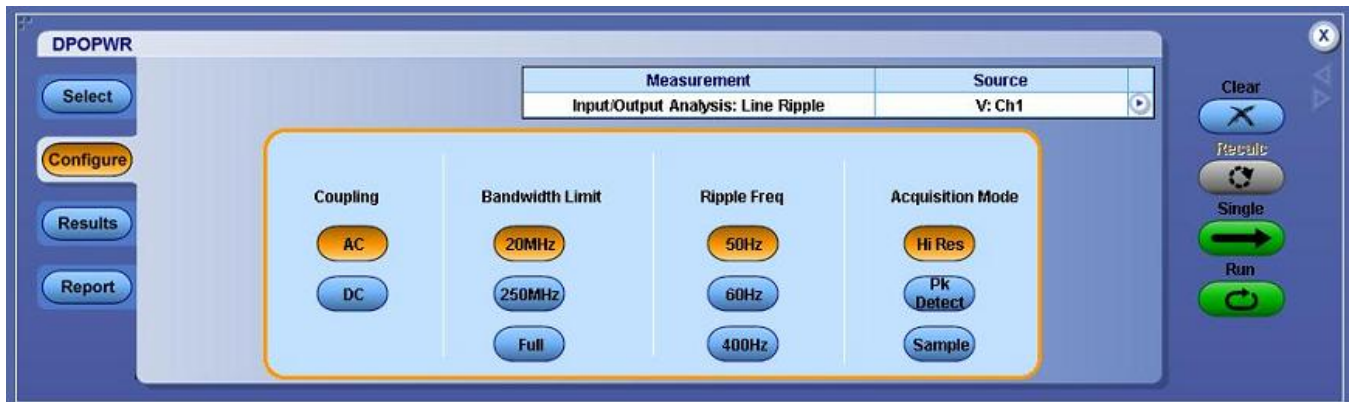 DPOPWR
X
Select
Configure
Results
Report
Measurement Source
Input/Output Analysis: Line Ripple V: Ch1
Coupling Bandwidth Limit Ripple Freq Acquisition Mode
AC 20MHz 50Hz Hi Res
DC 250MHz 60Hz Pk Detect
Full 400Hz Sample
Clear
Recalc
Single
Run